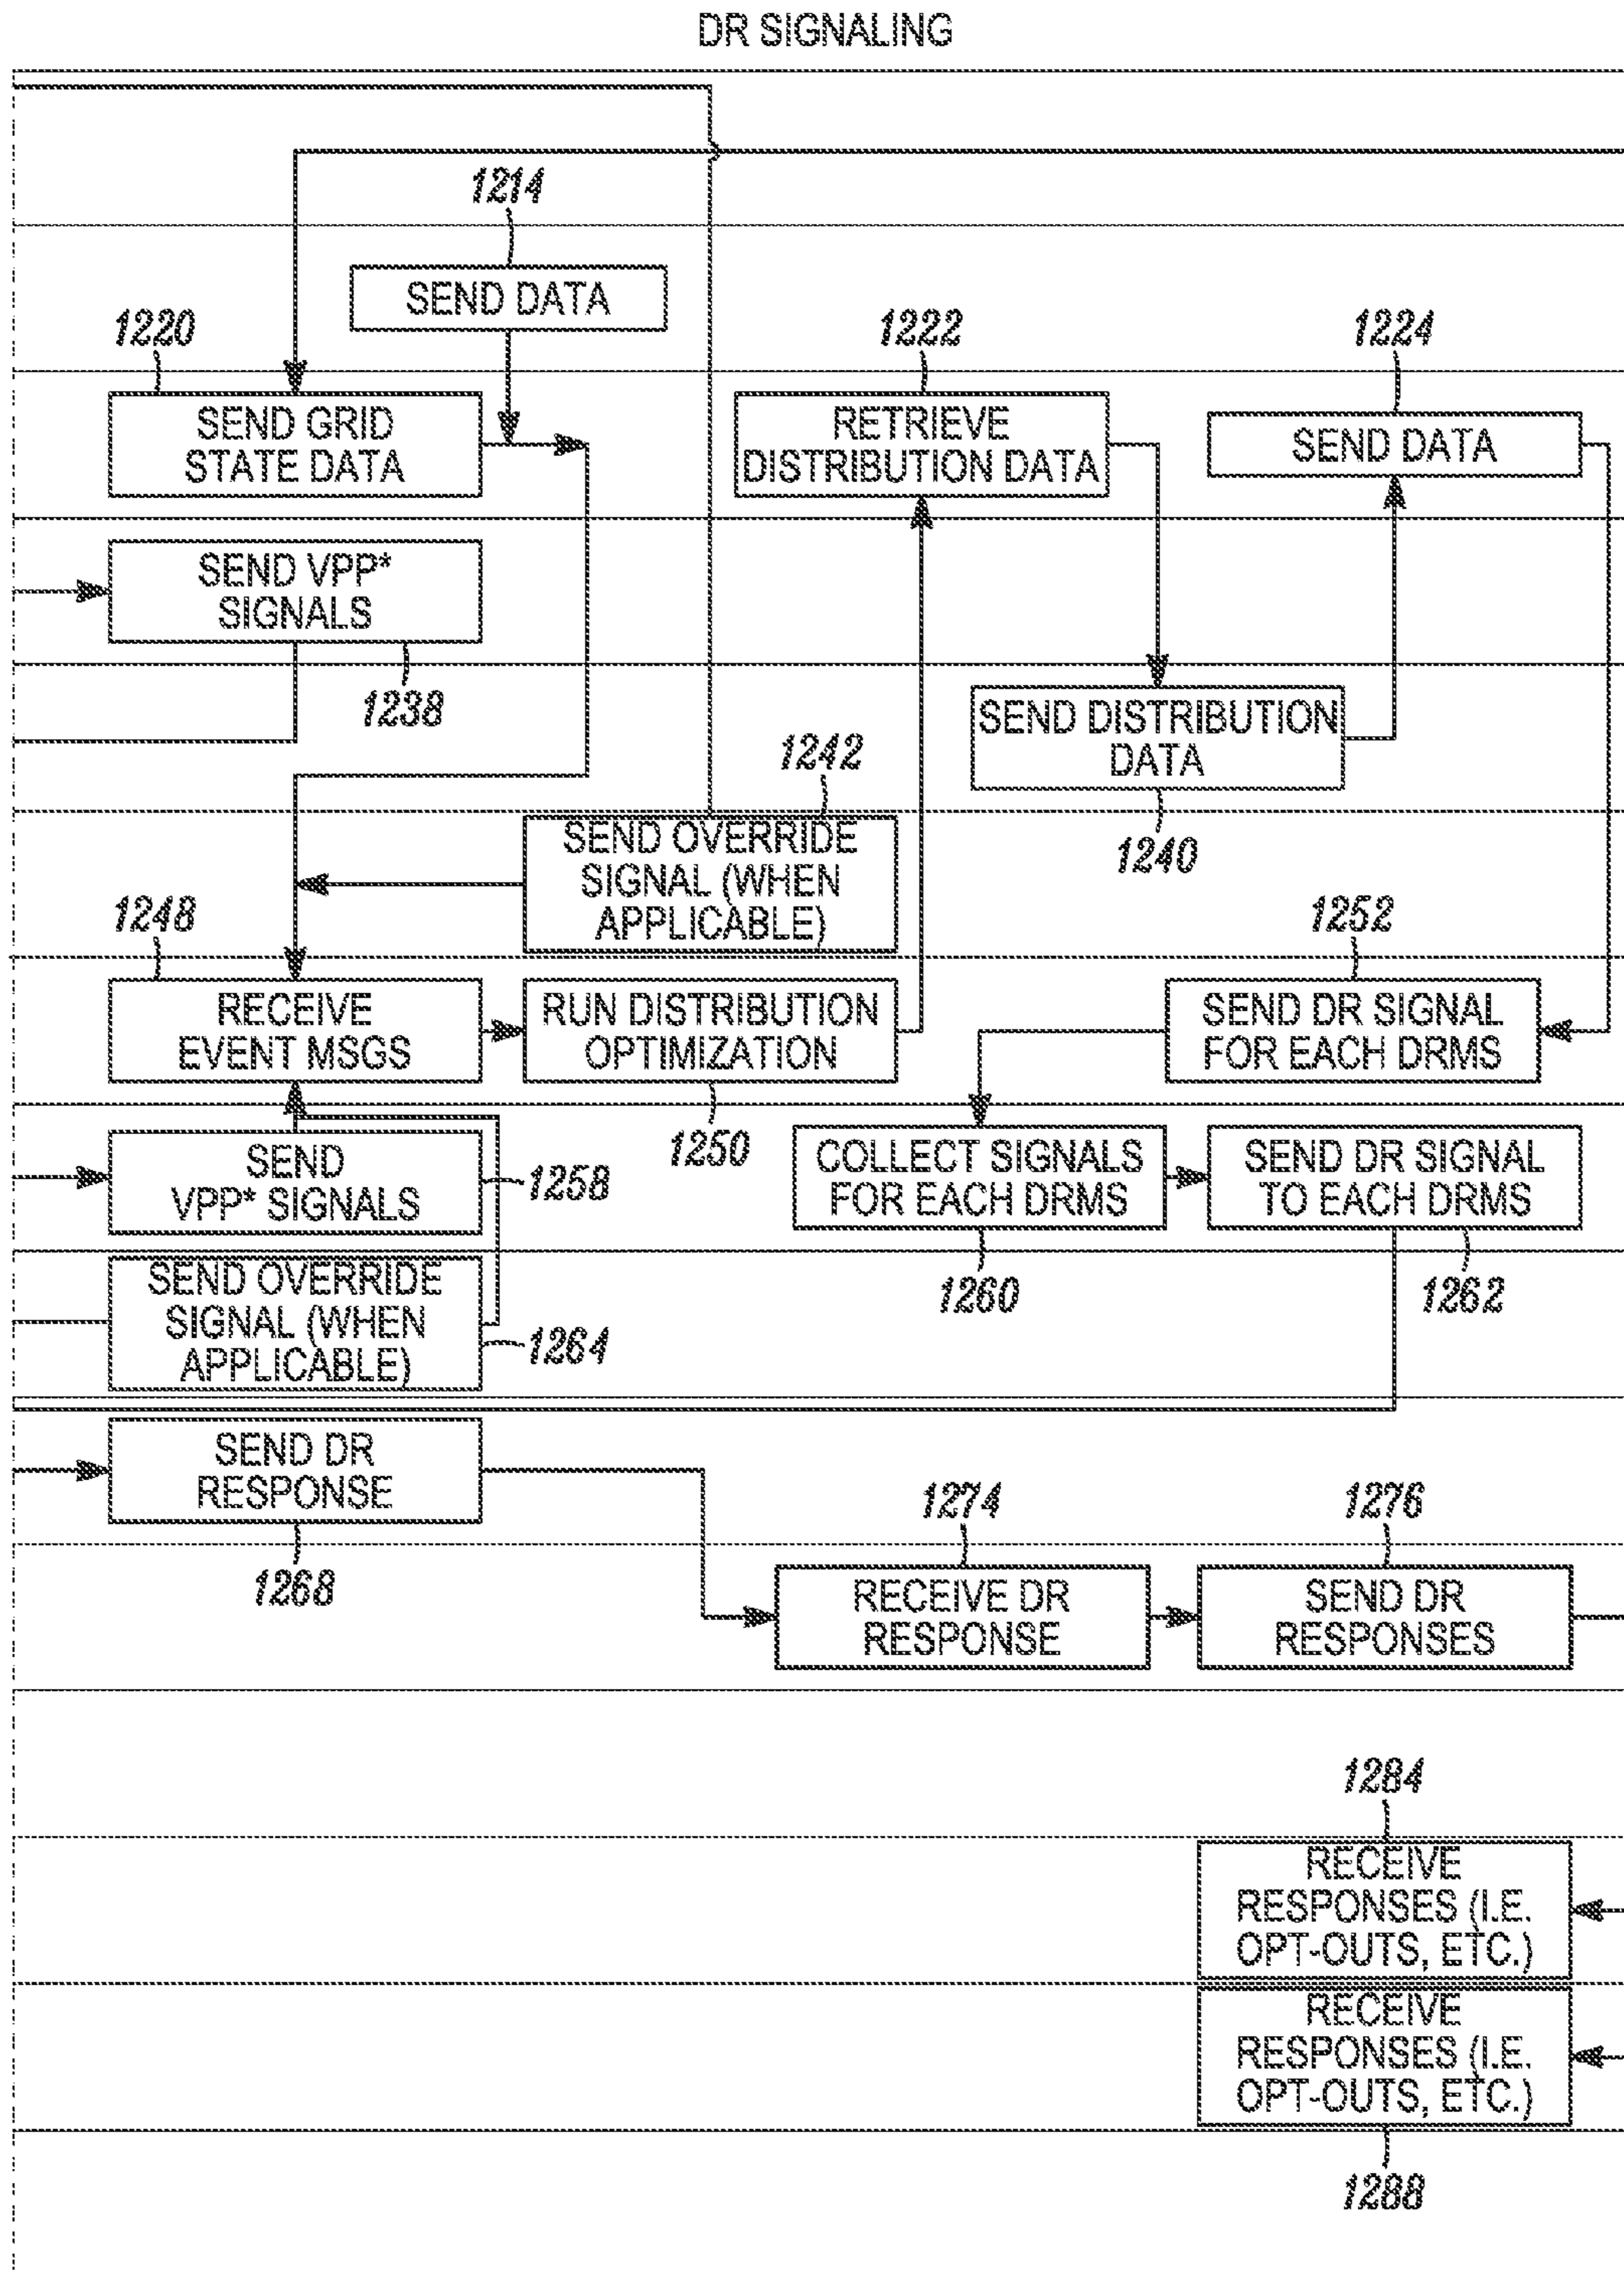 DR SIGNALING
1214
SEND DATA
1220
1222
1224
SEND GRID
STATE DATA
RETRIEVE
DISTRIBUTION DATA
SEND DATA
SEND VPP*
SIGNALS
1238
SEND DISTRIBUTION
DATA
1240
1242
SEND OVERRIDE
SIGNAL (WHEN
APPLICABLE)
1248
1252
RECEIVE
EVENT MSGS
RUN DISTRIBUTION
OPTIMIZATION
1250
SEND DR SIGNAL
FOR EACH DRMS
SEND
VPP* SIGNALS
1258
COLLECT SIGNALS
FOR EACH DRMS
1260
SEND DR SIGNAL
TO EACH DRMS
1262
SEND OVERRIDE
SIGNAL (WHEN
APPLICABLE)
1264
SEND DR
RESPONSE
1268
1274
1276
RECEIVE DR
RESPONSE
SEND DR
RESPONSES
1284
RECEIVE
RESPONSES (I.E.
OPT-OUTS, ETC.)
RECEIVE
RESPONSES (I.E.
OPT-OUTS, ETC.)
1288